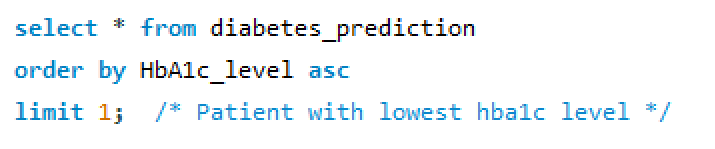 select * from diabetes_prediction
order by HbA1c_level asc
limit 1;  /* Patient with lowest hba1c level */